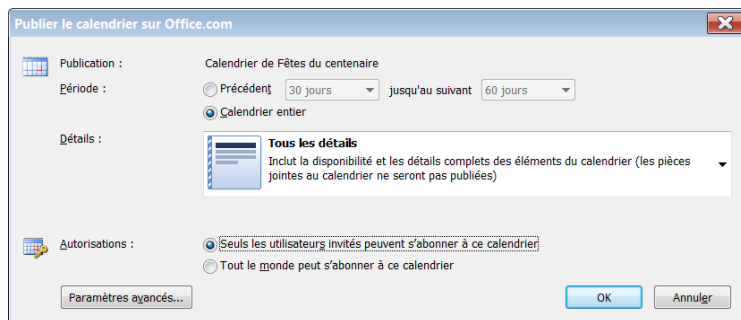 Publier le calendrier sur Office.com
Publication : Calendrier de Fêtes du centenaire
Période : Précédent 30 jours jusqu'au suivant 60 jours
Calendrier entier
Détails : Tous les détails
Inclut la disponibilité et les détails complets des éléments du calendrier (les pièces
jointes au calendrier ne seront pas publiées)
Autorisations : Seuls les utilisateurs invités peuvent s'abonner à ce calendrier
Tout le monde peut s'abonner à ce calendrier
Paramètres avancés... OK Annuler